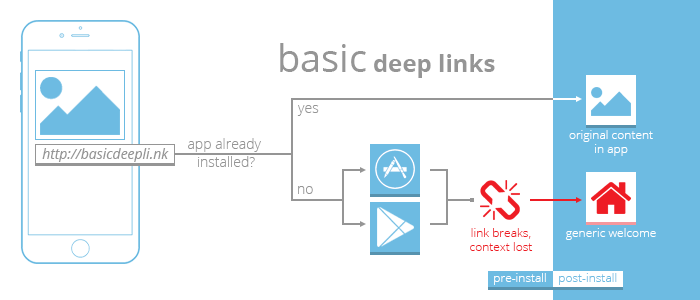 basic deep links
http://basicdeepli.nk
app already
installed?
yes
no
original content
in app
link breaks,
context lost
generic welcome
pre-install post-install